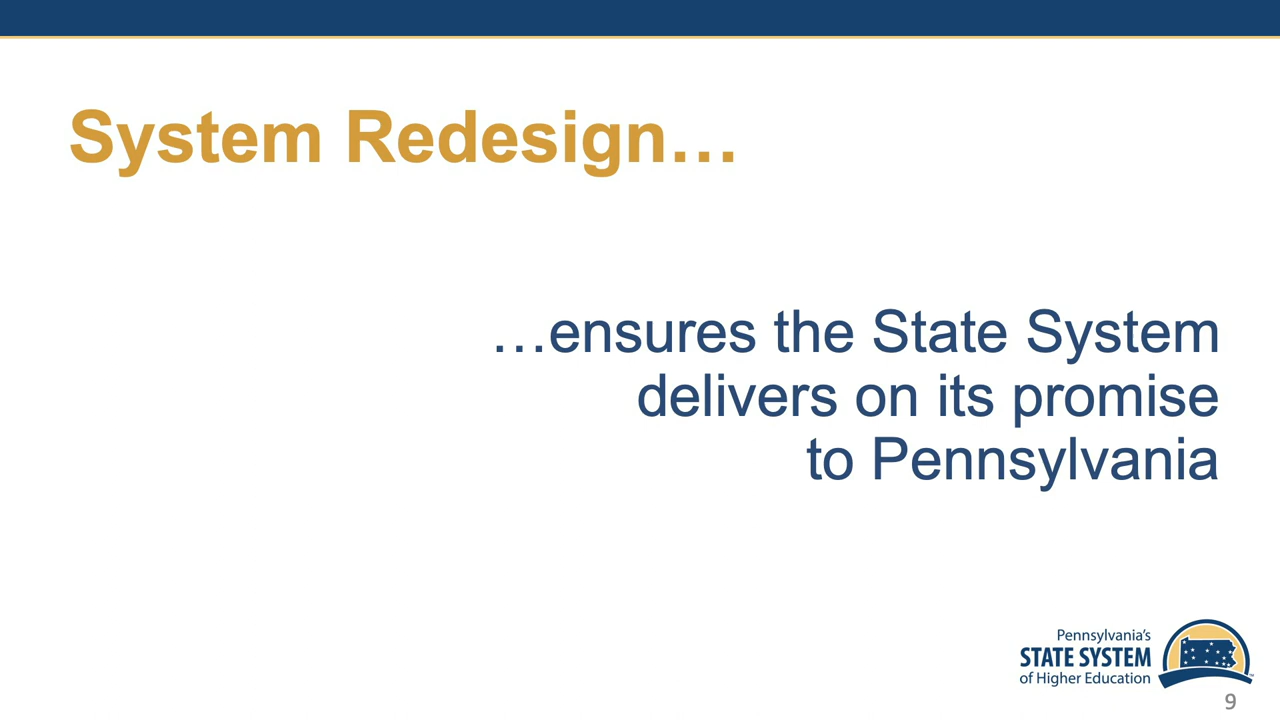 System Redesign…
…ensures the State System
delivers on its promise
to Pennsylvania
Pennsylvania's
STATE SYSTEM
of Higher Education
9